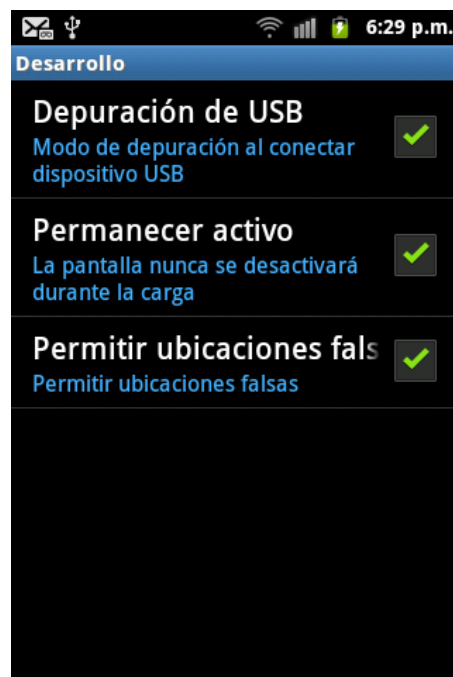 6:29 p.m.
Desarrollo
Depuración de USB
Modo de depuración al conectar
dispositivo USB
Permanecer activo
La pantalla nunca se desactivará
durante la carga
Permitir ubicaciones fals
Permitir ubicaciones falsas